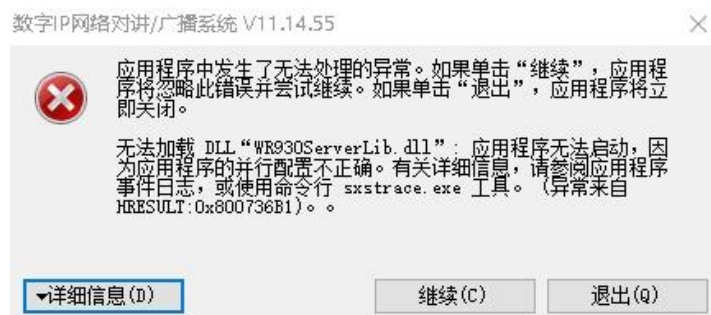 数字IP网络对讲/广播系统 V11.14.55
应用程序中发生了无法处理的异常。如果单击“继续”，应用程
序将忽略此错误并尝试继续。如果单击“退出”，应用程序将立
即关闭。
无法加载 DLL“WR930ServerLib.dll”: 应用程序无法启动，因
为应用程序的并行配置不正确。有关详细信息，请参阅应用程序
事件日志，或使用命令行 sxstrace.exe 工具。 (异常来自
HRESULT:0x800736B1)。。
▾详细信息(D)
继续(C)
退出(Q)